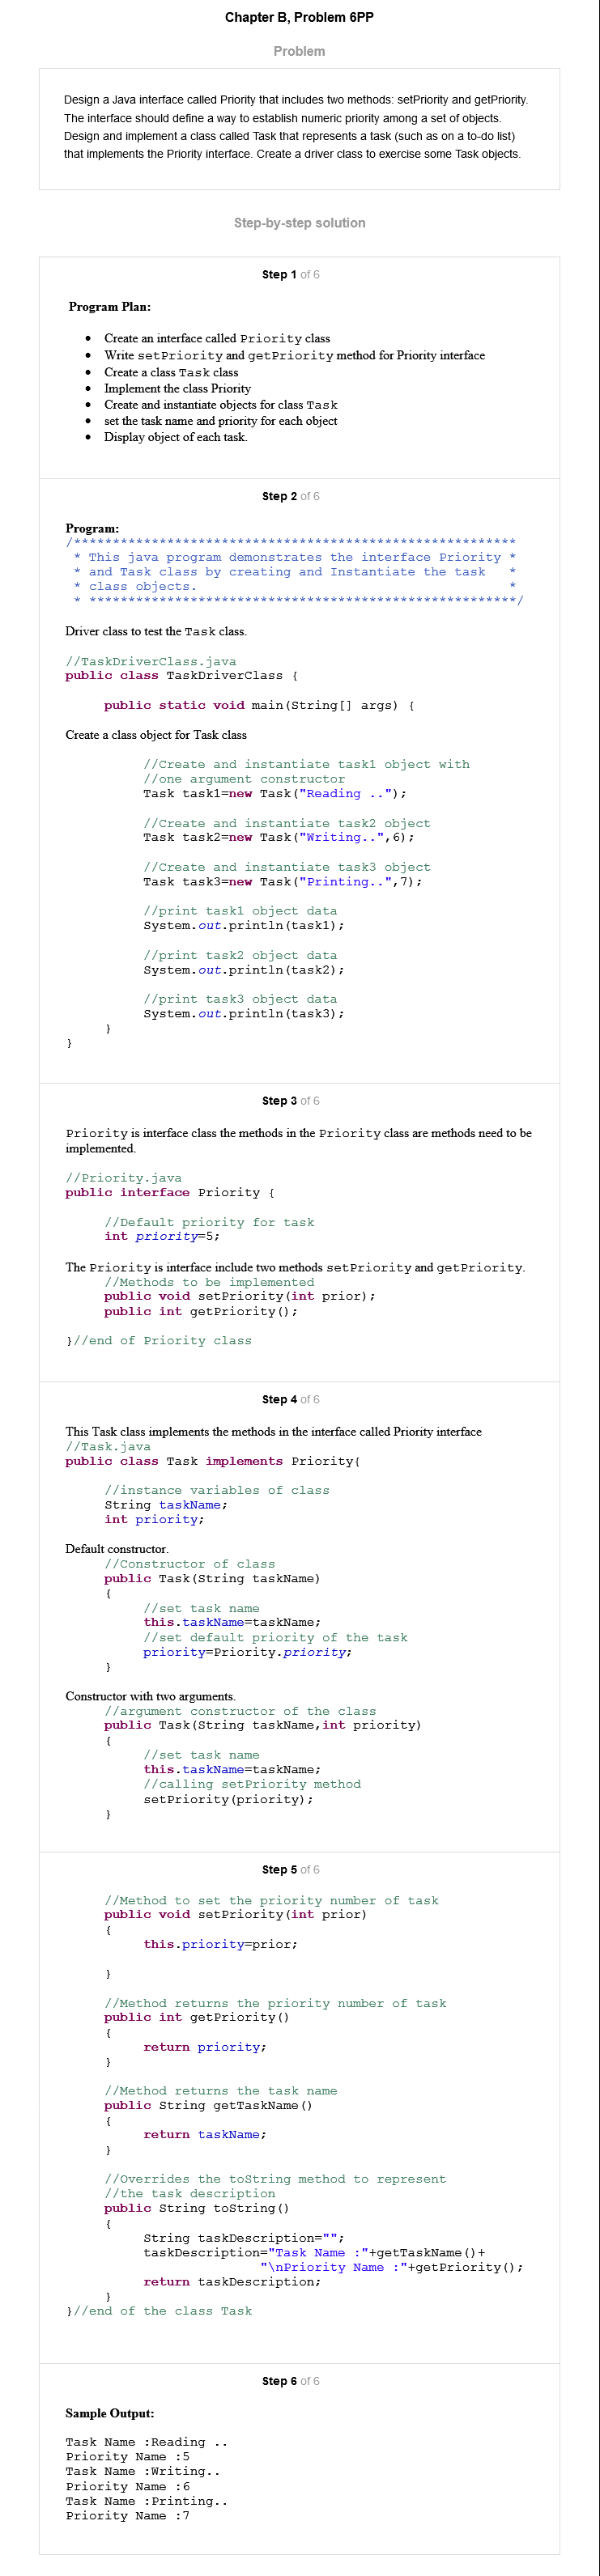 Chapter B, Problem 6PP
Problem
Design a Java interface called Priority that includes two methods: setPriority and getPriority.
The interface should define a way to establish numeric priority among a set of objects.
Design and implement a class called Task that represents a task (such as on a to-do list)
that implements the Priority interface. Create a driver class to exercise some Task objects.
Step-by-step solution
Step 1 of 6
Program Plan:
• Create an interface called Priority class
• Write setPriority and getPriority method for Priority interface
• Create a class Task class
• Implement the class Priority
• Create and instantiate objects for class Task
• set the task name and priority for each object
• Display object of each task.
Step 2 of 6
Program:
/*********************************************************
* This java program demonstrates the interface Priority *
* and Task class by creating and Instantiate the task *
* class objects. *
* *******************************************************/
Driver class to test the Task class.
//TaskDriverClass.java
public class TaskDriverClass {
public static void main(String[] args) {
Create a class object for Task class
//Create and instantiate task1 object with
//one argument constructor
Task task1=new Task("Reading ..");
//Create and instantiate task2 object
Task task2=new Task("Writing..",6);
//Create and instantiate task3 object
Task task3=new Task("Printing..",7);
//print task1 object data
System.out.println(task1);
//print task2 object data
System.out.println(task2);
//print task3 object data
System.out.println(task3);
}
}
Step 3 of 6
Priority is interface class the methods in the Priority class are methods need to be
implemented.
//Priority.java
public interface Priority {
//Default priority for task
int priority=5;
The Priority is interface include two methods setPriority and getPriority.
//Methods to be implemented
public void setPriority(int prior);
public int getPriority();
}//end of Priority class
Step 4 of 6
This Task class implements the methods in the interface called Priority interface
//Task.java
public class Task implements Priority{
//instance variables of class
String taskName;
int priority;
Default constructor.
//Constructor of class
public Task(String taskName)
{
//set task name
this.taskName=taskName;
//set default priority of the task
priority=Priority.priority;
}
Constructor with two arguments.
//argument constructor of the class
public Task(String taskName,int priority)
{
//set task name
this.taskName=taskName;
//calling setPriority method
setPriority(priority);
}
Step 5 of 6
//Method to set the priority number of task
public void setPriority(int prior)
{
this.priority=prior;
}
//Method returns the priority number of task
public int getPriority()
{
return priority;
}
//Method returns the task name
public String getTaskName()
{
return taskName;
}
//Overrides the toString method to represent
//the task description
public String toString()
{
String taskDescription="";
taskDescription="Task Name :"+getTaskName()+
"\nPriority Name :"+getPriority();
return taskDescription;
}
}//end of the class Task
Step 6 of 6
Sample Output:
Task Name :Reading ..
Priority Name :5
Task Name :Writing..
Priority Name :6
Task Name :Printing..
Priority Name :7